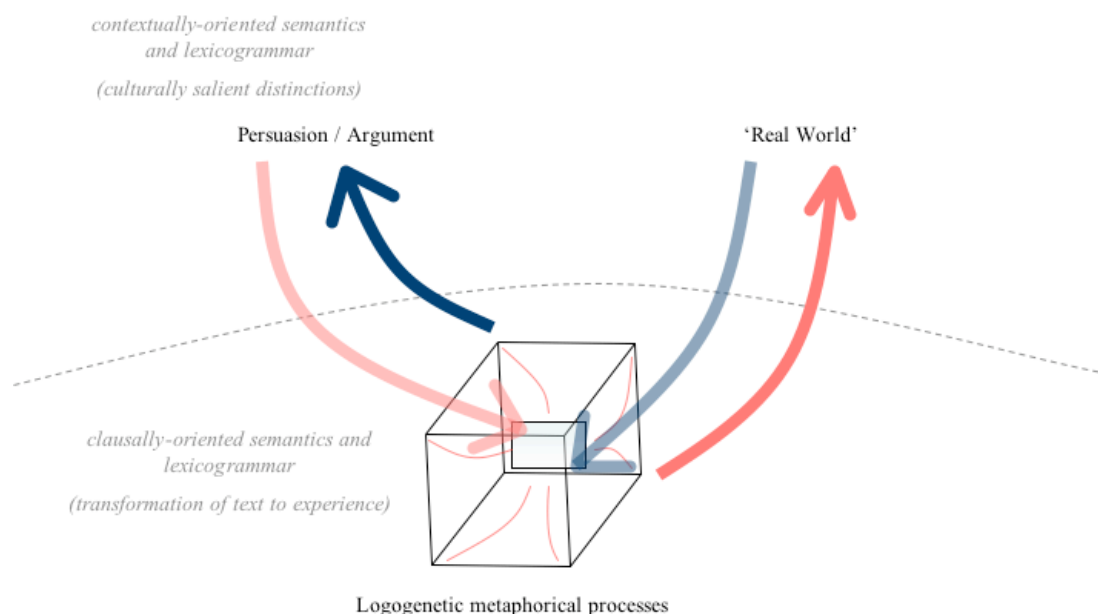 contextually-oriented semantics
and lexicogrammar
(culturally salient distinctions)
Persuasion / Argument
‘Real World’
clausally-oriented semantics and
lexicogrammar
(transformation of text to experience)
Logogenetic metaphorical processes